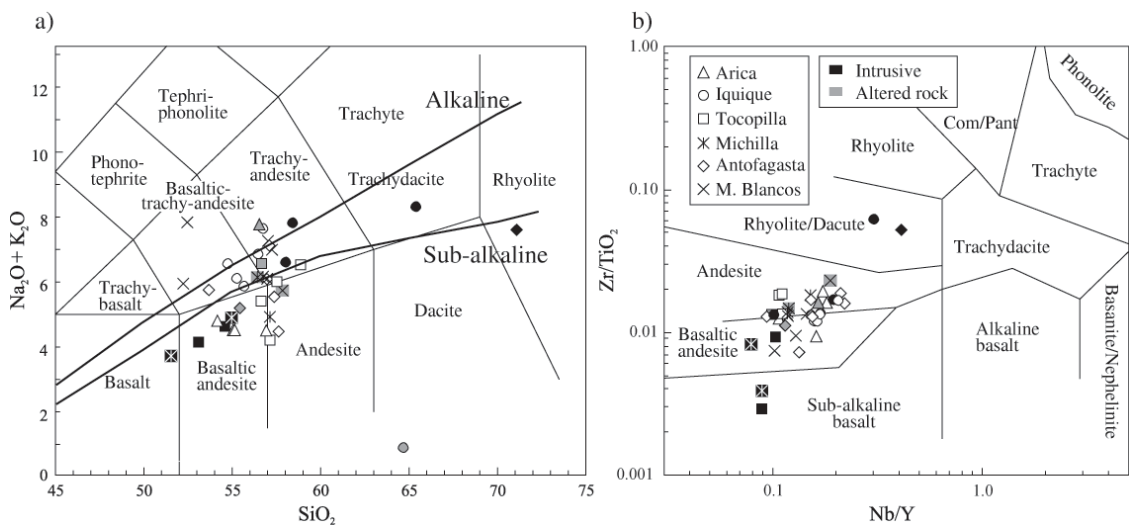 a)
Na2O + K2O
12
10
8
6
4
2
0
45
50
55
60
65
70
75
SiO2
Tephri-
phonolite
Trachyte
Alkaline
Phono-
tephrite
Trachy-
andesite
Basaltic-
trachy-andesite
Trachydacite
Rhyolite
Sub-alkaline
Trachy-
basalt
Dacite
Basalt
Basaltic
andesite
Andesite
b)
Zr/TiO2
1.00
0.10
0.01
0.001
0.1
1.0
Nb/Y
Arica
Iquique
Tocopilla
Michilla
Antofagasta
M. Blancos
Intrusive
Altered rock
Phonolite
Com/Pant
Rhyolite
Trachyte
Rhyolite/Dacute
Trachydacite
Andesite
Basaltic
andesite
Alkaline
basalt
Sub-alkaline
basalt
Basanite/Nephelinite